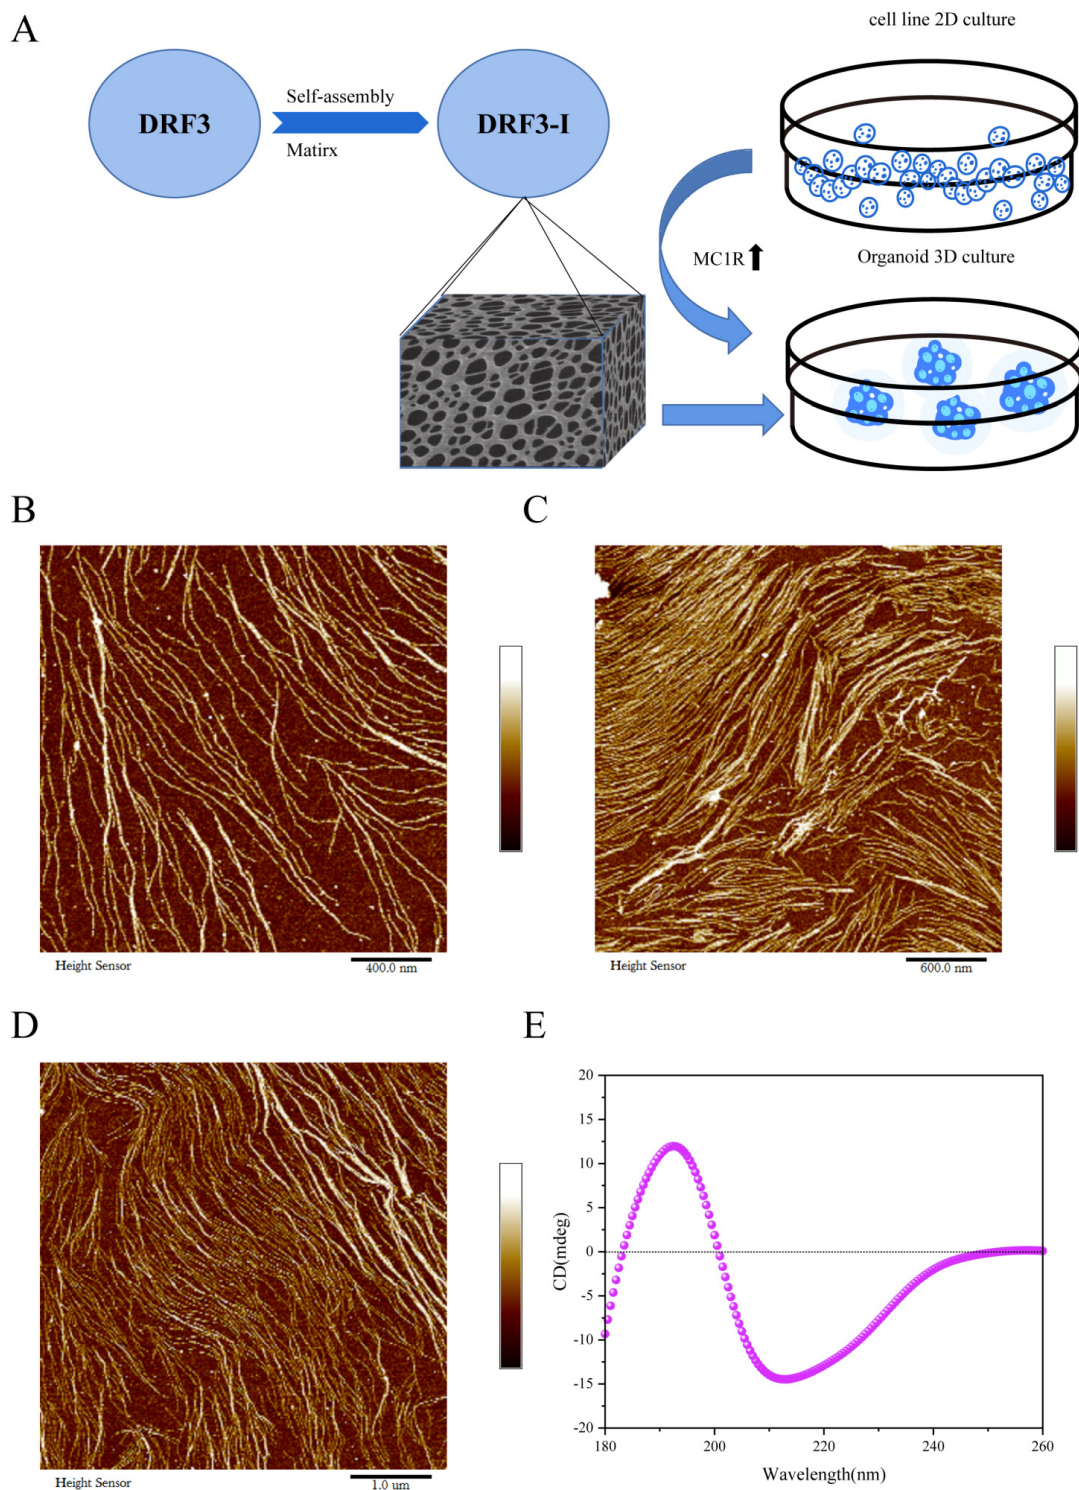 A
cell line 2D culture
DRF3
Self-assembly
Matirx
DRF3-I
MC1R
Organoid 3D culture
B
C
Height Sensor
400.0 nm
Height Sensor
600.0 nm
D
E
Height Sensor
1.0 um
20
15
10
5
0
-5
-10
-15
-20
CD(mdeg)
180
200
220
240
260
Wavelength(nm)